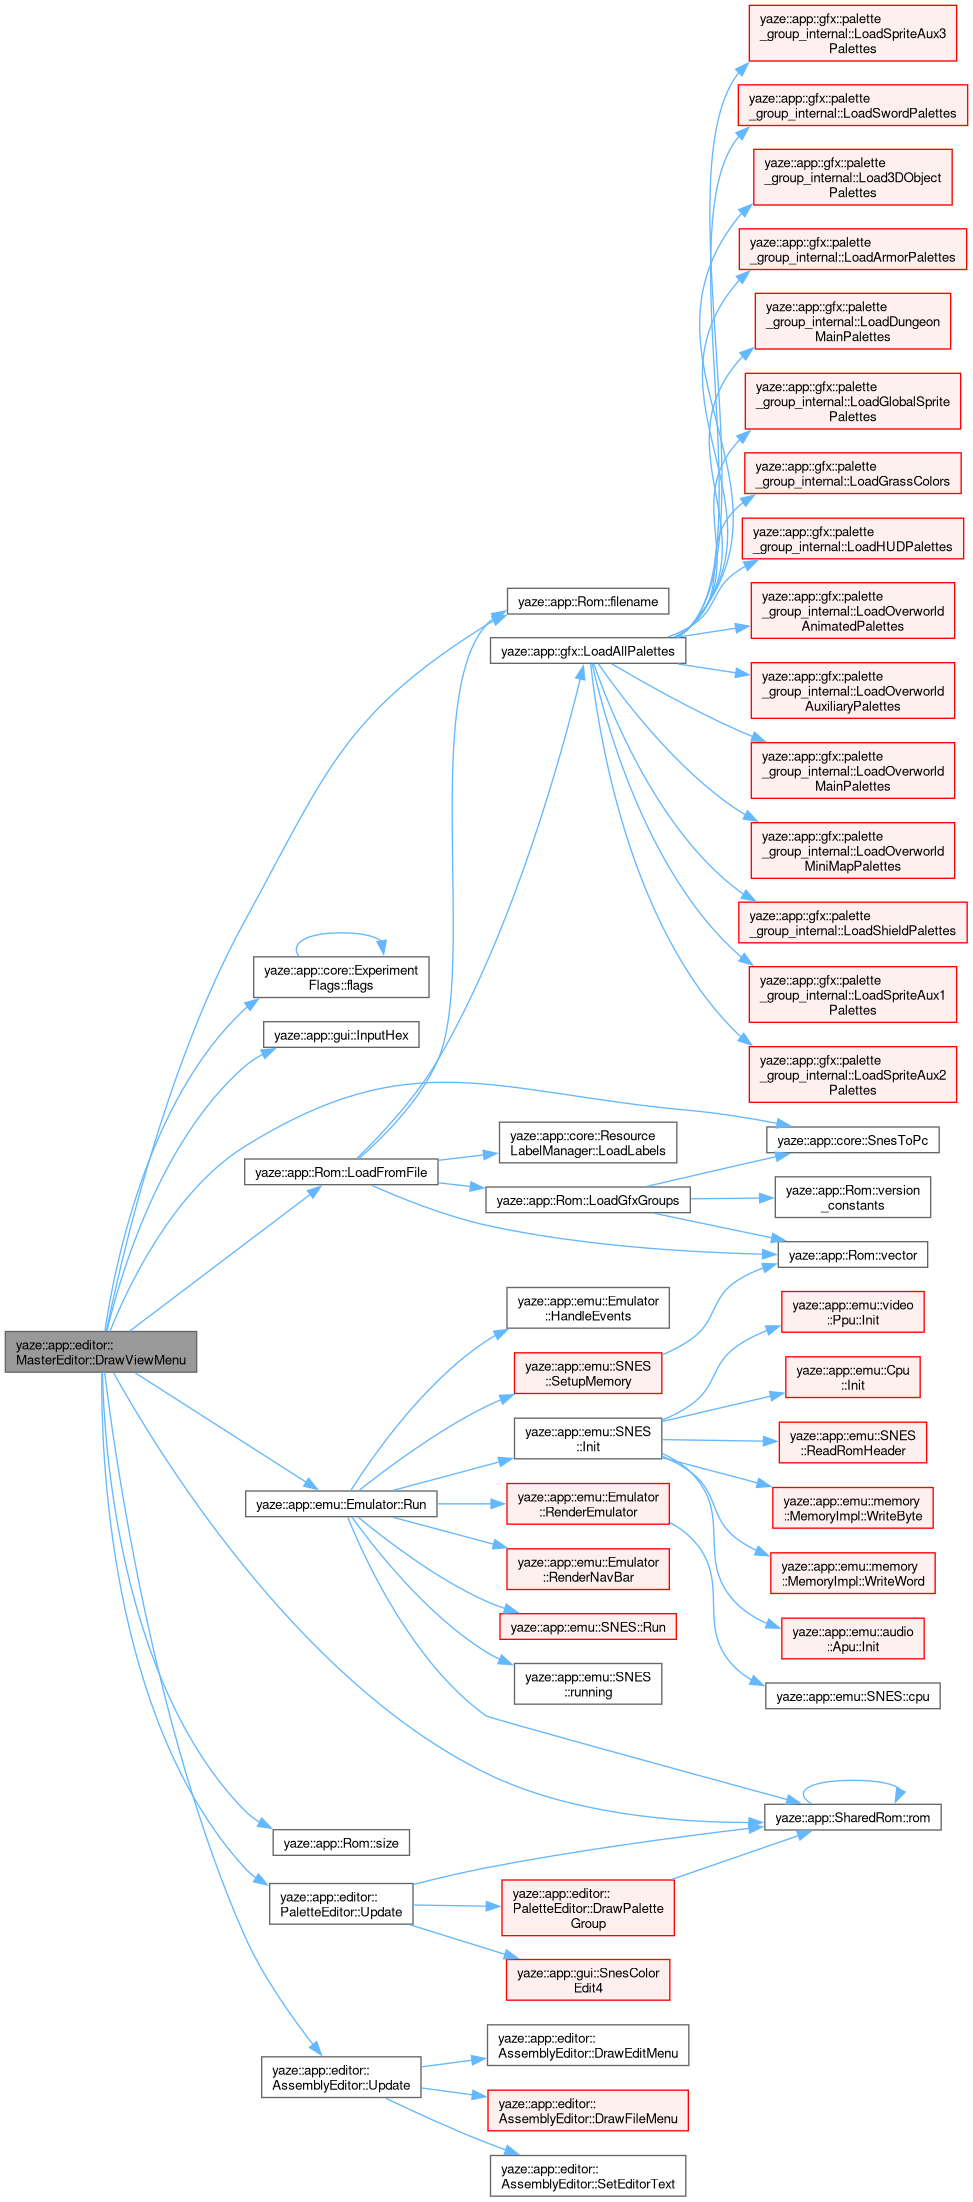 yaze::app::gfx::palette
_group_internal::LoadSpriteAux3
Palettes
yaze::app::gfx::palette
_group_internal::LoadSwordPalettes
yaze::app::gfx::palette
_group_internal::Load3DObject
Palettes
yaze::app::gfx::palette
_group_internal::LoadArmorPalettes
yaze::app::gfx::palette
_group_internal::LoadDungeon
MainPalettes
yaze::app::gfx::palette
_group_internal::LoadGlobalSprite
Palettes
yaze::app::gfx::palette
_group_internal::LoadGrassColors
yaze::app::gfx::palette
_group_internal::LoadHUDPalettes
yaze::app::gfx::palette
_group_internal::LoadOverworld
AnimatedPalettes
yaze::app::Rom::filename
yaze::app::gfx::LoadAllPalettes
yaze::app::gfx::palette
_group_internal::LoadOverworld
AuxiliaryPalettes
yaze::app::gfx::palette
_group_internal::LoadOverworld
MainPalettes
yaze::app::gfx::palette
_group_internal::LoadOverworld
MiniMapPalettes
yaze::app::gfx::palette
_group_internal::LoadShieldPalettes
yaze::app::gfx::palette
_group_internal::LoadSpriteAux1
Palettes
yaze::app::gfx::palette
_group_internal::LoadSpriteAux2
Palettes
yaze::app::core::Experiment
Flags::flags
yaze::app::gui::InputHex
yaze::app::core::SnesToPc
yaze::app::core::Resource
LabelManager::LoadLabels
yaze::app::Rom::LoadFromFile
yaze::app::Rom::LoadGfxGroups
yaze::app::Rom::version
_constants
yaze::app::Rom::vector
yaze::app::editor::
MasterEditor::DrawViewMenu
yaze::app::emu::Emulator
::HandleEvents
yaze::app::emu::SNES
::SetupMemory
yaze::app::emu::SNES
::Init
yaze::app::emu::video
::Ppu::Init
yaze::app::emu::Cpu
::Init
yaze::app::emu::SNES
::ReadRomHeader
yaze::app::emu::memory
::MemoryImpl::WriteByte
yaze::app::emu::memory
::MemoryImpl::WriteWord
yaze::app::emu::audio
::Apu::Init
yaze::app::emu::Emulator::Run
yaze::app::emu::Emulator
::RenderEmulator
yaze::app::emu::Emulator
::RenderNavBar
yaze::app::emu::SNES::Run
yaze::app::emu::SNES
::running
yaze::app::emu::SNES::cpu
yaze::app::SharedRom::rom
yaze::app::Rom::size
yaze::app::editor::
PaletteEditor::Update
yaze::app::editor::
PaletteEditor::DrawPalette
Group
yaze::app::gui::SnesColor
Edit4
yaze::app::editor::
AssemblyEditor::Update
yaze::app::editor::
AssemblyEditor::DrawEditMenu
yaze::app::editor::
AssemblyEditor::DrawFileMenu
yaze::app::editor::
AssemblyEditor::SetEditorText